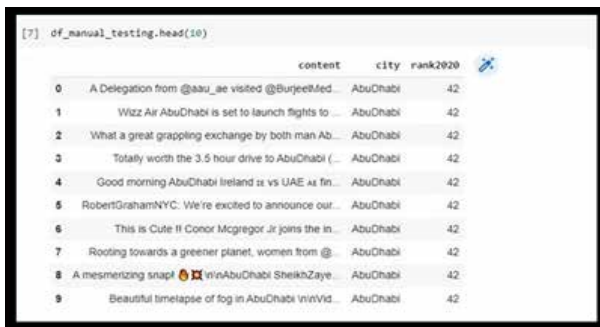 [7] df_manual_testing.head(10)
content city rank2020
0 A Delegation from @aau_ae visited @BurjeelMed... AbuDhabi 42
1 Wizz Air AbuDhabi is set to launch flights to ... AbuDhabi 42
2 What a great grappling exchange by both man Ab... AbuDhabi 42
3 Totally worth the 3.5 hour drive to AbuDhabi (... AbuDhabi 42
4 Good morning AbuDhabi Ireland IE vs UAE AE fin... AbuDhabi 42
5 RobertGrahamNYC: We're excited to announce our... AbuDhabi 42
6 This is Cute !! Conor Mcgregor Jr joins the in... AbuDhabi 42
7 Rooting towards a greener planet, women from @... AbuDhabi 42
8 A mesmerizing snap! 🔥💥\n\nAbuDhabi SheikhZaye... AbuDhabi 42
9 Beautiful timelapse of fog in AbuDhabi \n\nVid... AbuDhabi 42